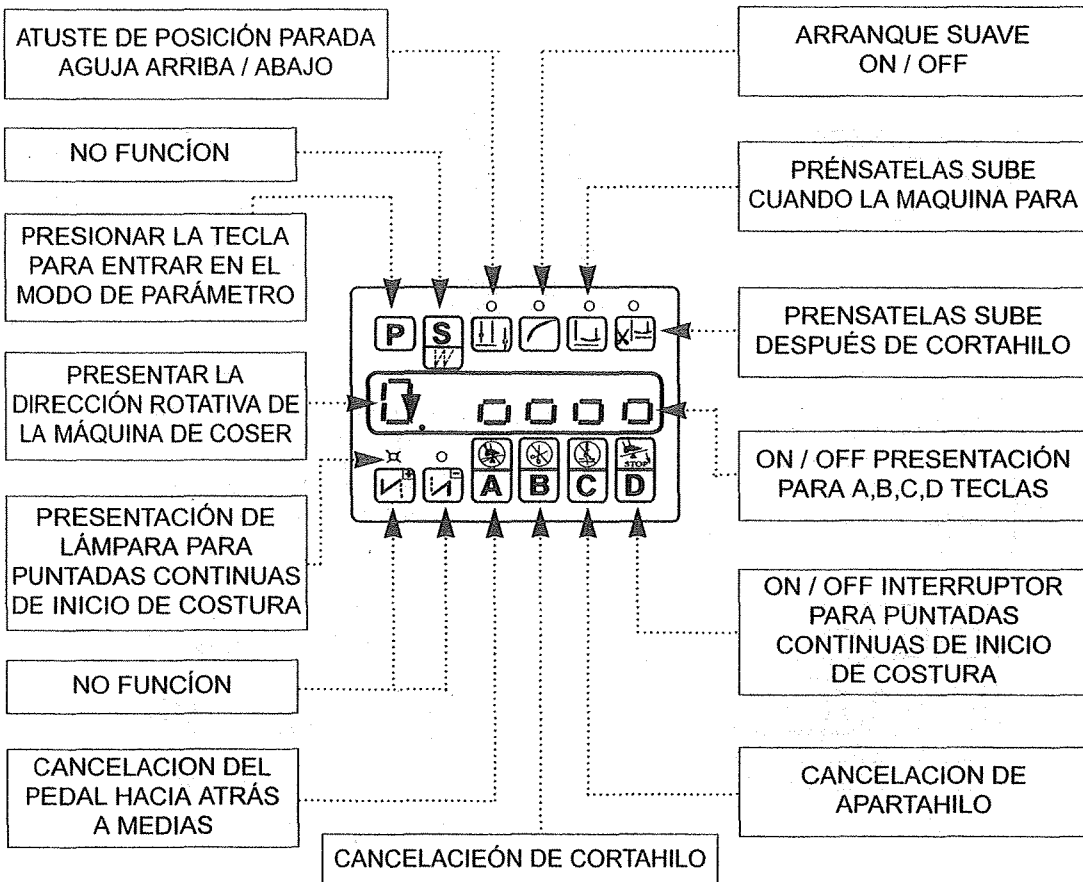 ATUSTE DE POSICIÓN PARADA
AGUJA ARRIBA / ABAJO
NO FUNCÍON
PRESIONAR LA TECLA
PARA ENTRAR EN EL
MODO DE PARÁMETRO
PRESENTAR LA
DIRECCIÓN ROTATIVA DE
LA MÁQUINA DE COSER
PRESENTACIÓN DE
LÁMPARA PARA
PUNTADAS CONTINUAS
DE INICIO DE COSTURA
NO FUNCÍON
CANCELACION DEL
PEDAL HACIA ATRÁS
A MEDIAS
CANCELACIEÓN DE CORTAHILO
P
S
A
B
C
D
STOP
ARRANQUE SUAVE
ON / OFF
PRÉNSATELAS SUBE
CUANDO LA MAQUINA PARA
PRENSATELAS SUBE
DESPUÉS DE CORTAHILO
ON / OFF PRESENTACIÓN
PARA A,B,C,D TECLAS
ON / OFF INTERRUPTOR
PARA PUNTADAS
CONTINUAS DE INICIO
DE COSTURA
CANCELACION DE
APARTAHILO